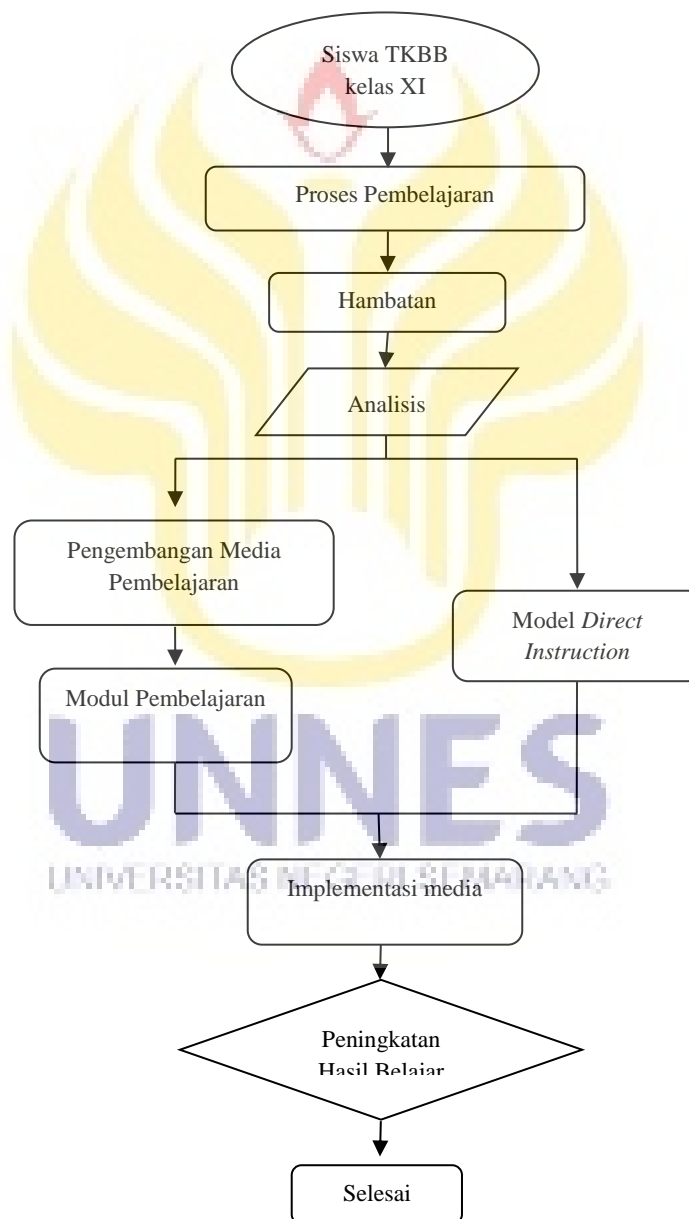 Siswa TKBB
kelas XI
Proses Pembelajaran
Hambatan
Analisis
Pengembangan Media
Pembelajaran
Model Direct
Instruction
Modul Pembelajaran
UNNES
UNIVERSITAS NEGERI SEMARANG
Implementasi media
Peningkatan
Hasil Belajar
Selesai